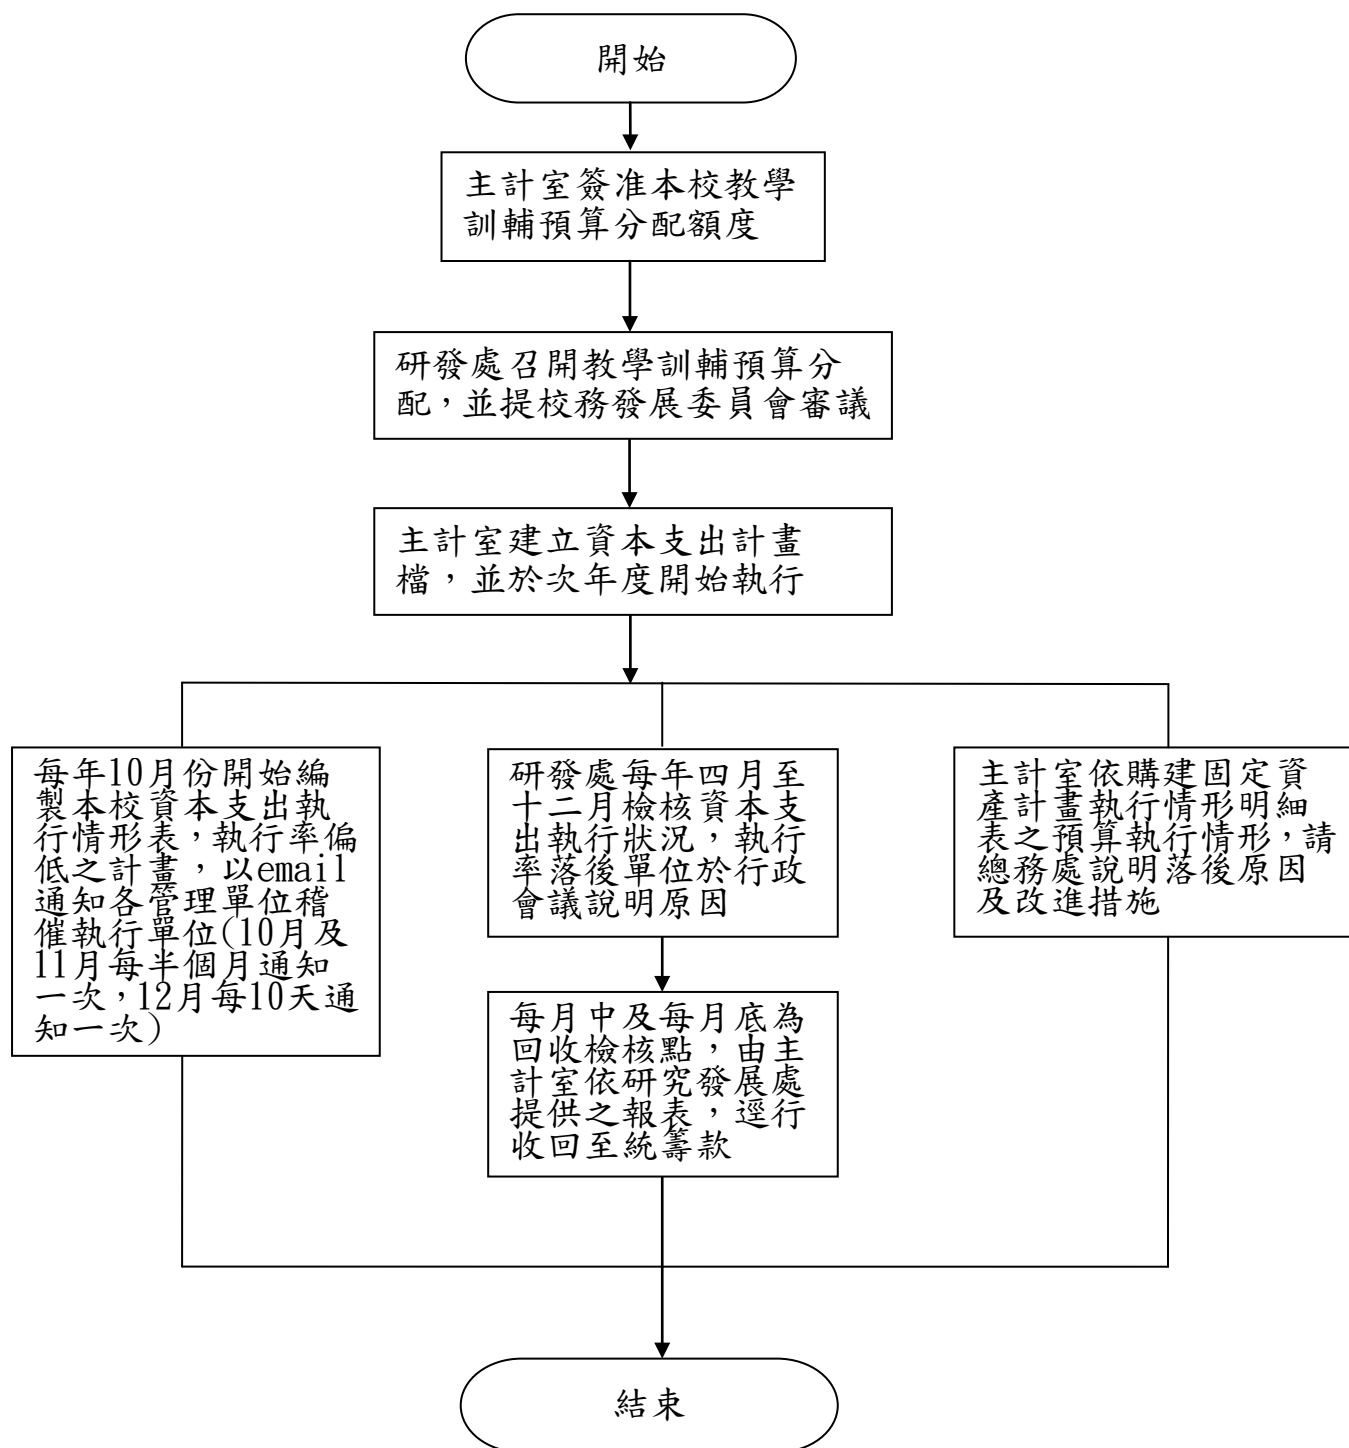 開始
主計室簽准本校教學
訓輔預算分配額度
研發處召開教學訓輔預算分
配，並提校務發展委員會審議
主計室建立資本支出計畫
檔，並於次年度開始執行
每年10月份開始編
製本校資本支出執
行情形表，執行率偏
低之計畫，以email
通知各管理單位稽
催執行單位(10月及
11月每半個月通知
一次，12月每10天通
知一次)
研發處每年四月至
十二月檢核資本支
出執行狀況，執行
率落後單位於行政
會議說明原因
每月中及每月底為
回收檢核點，由主
計室依研究發展處
提供之報表，逕行
收回至統籌款
主計室依購建固定資
產計畫執行情形明細
表之預算執行情形，請
總務處說明落後原因
及改進措施
結束